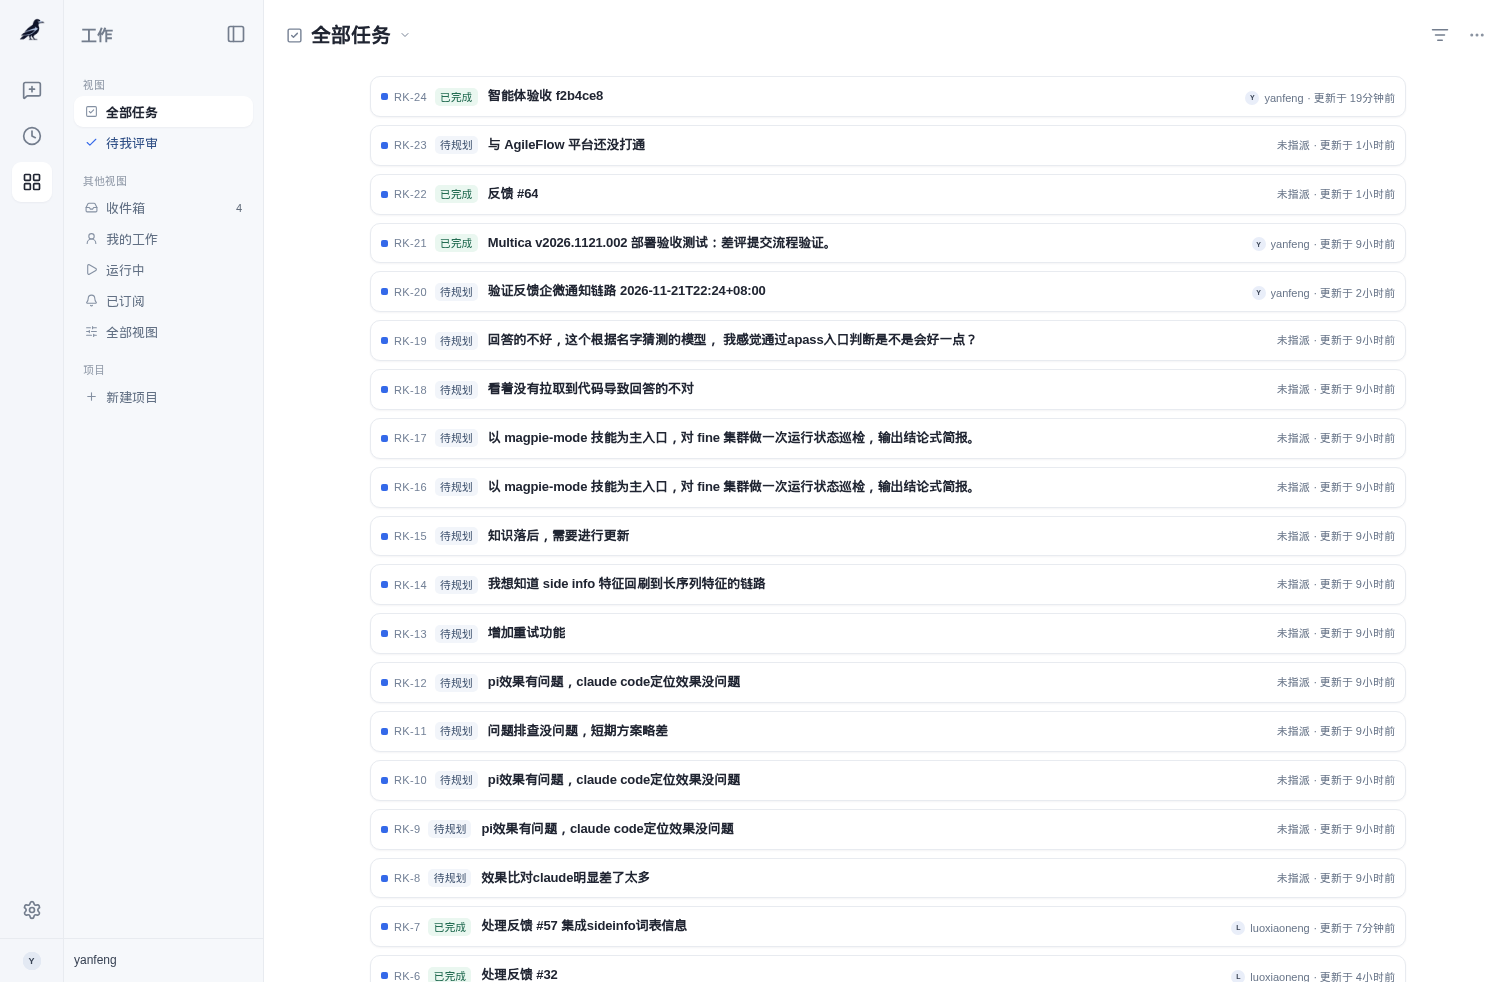 工作
视图
全部任务
待我评审
其他视图
收件箱 4
我的工作
运行中
已订阅
全部视图
项目
新建项目
Y yanfeng
全部任务
RK-24 已完成 智能体验收 f2b4ce8 Y yanfeng · 更新于 19分钟前
RK-23 待规划 与 AgileFlow 平台还没打通 未指派 · 更新于 1小时前
RK-22 已完成 反馈 #64 未指派 · 更新于 1小时前
RK-21 已完成 Multica v2026.1121.002 部署验收测试：差评提交流程验证。 Y yanfeng · 更新于 9小时前
RK-20 待规划 验证反馈企微通知链路 2026-11-21T22:24+08:00 Y yanfeng · 更新于 2小时前
RK-19 待规划 回答的不好，这个根据名字猜测的模型， 我感觉通过apass入口判断是不是会好一点？ 未指派 · 更新于 9小时前
RK-18 待规划 看着没有拉取到代码导致回答的不对 未指派 · 更新于 9小时前
RK-17 待规划 以 magpie-mode 技能为主入口，对 fine 集群做一次运行状态巡检，输出结论式简报。 未指派 · 更新于 9小时前
RK-16 待规划 以 magpie-mode 技能为主入口，对 fine 集群做一次运行状态巡检，输出结论式简报。 未指派 · 更新于 9小时前
RK-15 待规划 知识落后，需要进行更新 未指派 · 更新于 9小时前
RK-14 待规划 我想知道 side info 特征回刷到长序列特征的链路 未指派 · 更新于 9小时前
RK-13 待规划 增加重试功能 未指派 · 更新于 9小时前
RK-12 待规划 pi效果有问题，claude code定位效果没问题 未指派 · 更新于 9小时前
RK-11 待规划 问题排查没问题，短期方案略差 未指派 · 更新于 9小时前
RK-10 待规划 pi效果有问题，claude code定位效果没问题 未指派 · 更新于 9小时前
RK-9 待规划 pi效果有问题，claude code定位效果没问题 未指派 · 更新于 9小时前
RK-8 待规划 效果比对claude明显差了太多 未指派 · 更新于 9小时前
RK-7 已完成 处理反馈 #57 集成sideinfo词表信息 L luoxiaoneng · 更新于 7分钟前
RK-6 已完成 处理反馈 #32 L luoxiaoneng · 更新于 4小时前